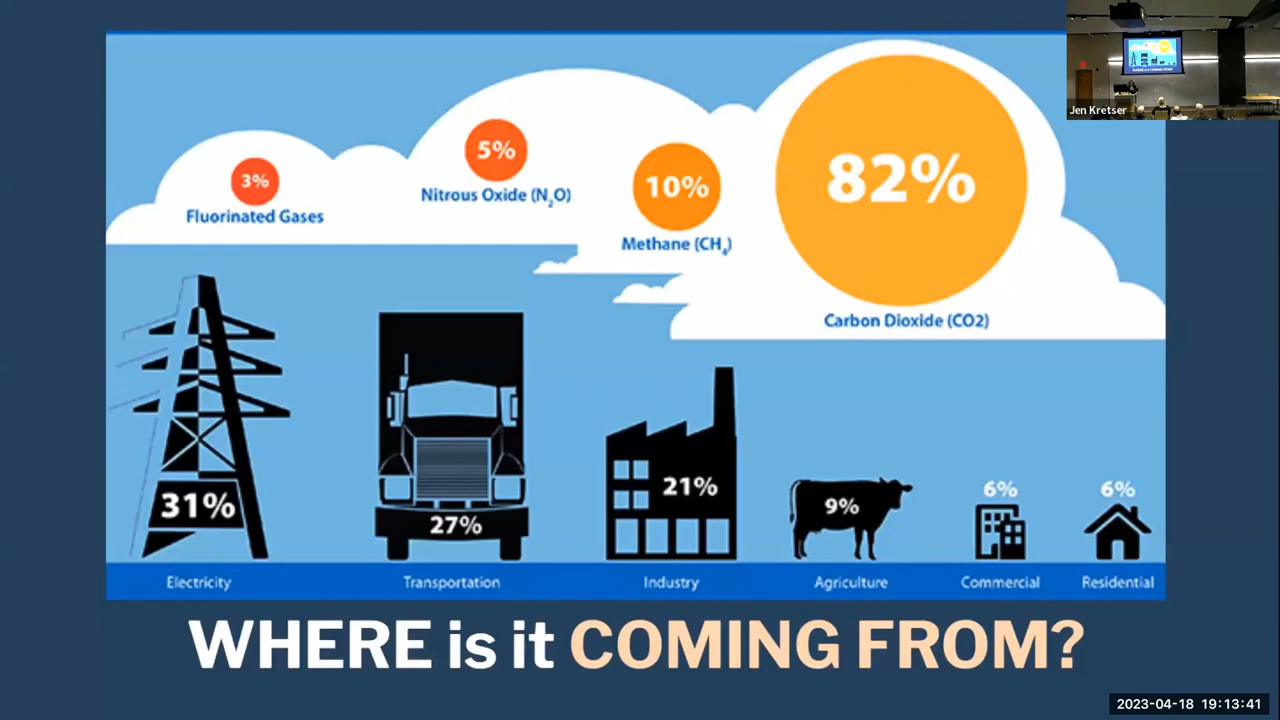 Jen Kretser
82%
5%
10%
3%
Nitrous Oxide (N₂O)
Fluorinated Gases
Methane (CH₄)
Carbon Dioxide (CO2)
31%
27%
21%
9%
6%
6%
Electricity
Transportation
Industry
Agriculture
Commercial
Residential
WHERE is it COMING FROM?
2023-04-18 19:13:41